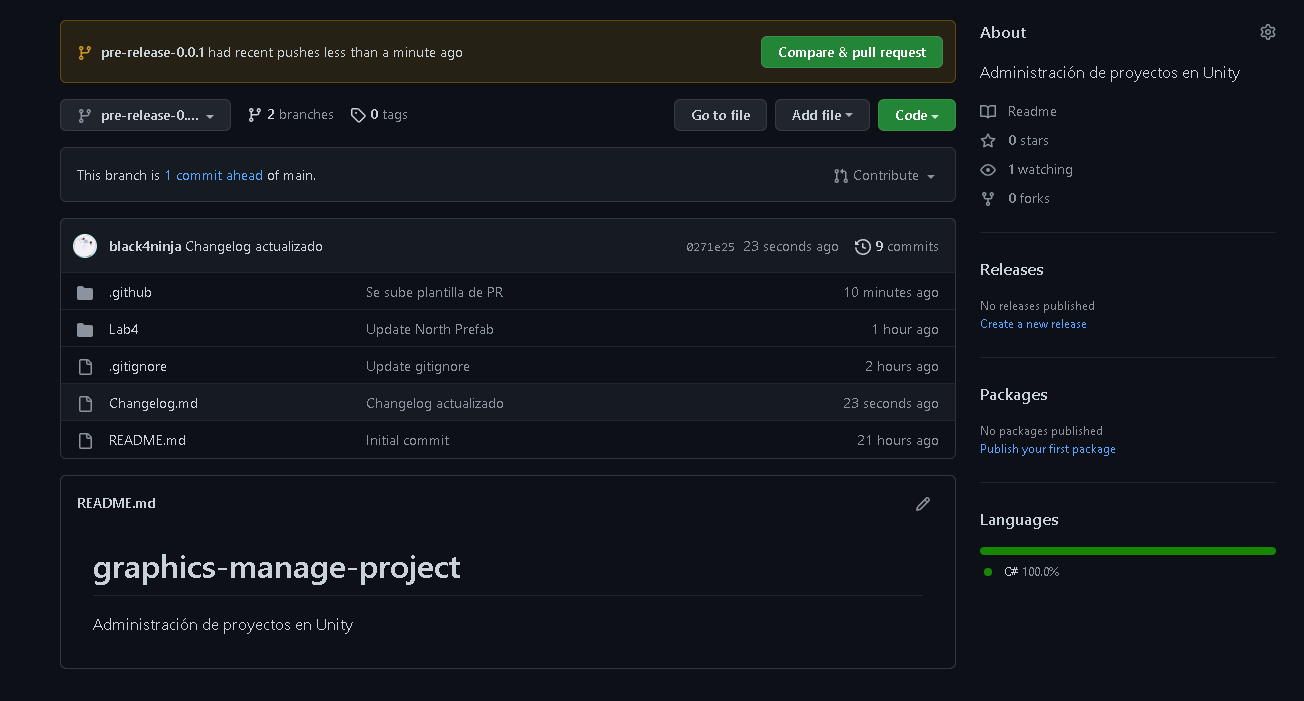 pre-release-0.0.1 had recent pushes less than a minute ago
Compare & pull request
pre-release-0.... 2 branches 0 tags
Go to file Add file Code
This branch is 1 commit ahead of main.
Contribute
black4ninja Changelog actualizado 0271e25 23 seconds ago 9 commits
.github Se sube plantilla de PR 10 minutes ago
Lab4 Update North Prefab 1 hour ago
.gitignore Update gitignore 2 hours ago
Changelog.md Changelog actualizado 23 seconds ago
README.md Initial commit 21 hours ago
README.md
graphics-manage-project
Administración de proyectos en Unity
About
Administración de proyectos en Unity
Readme
0 stars
1 watching
0 forks
Releases
No releases published
Create a new release
Packages
No packages published
Publish your first package
Languages
C# 100.0%